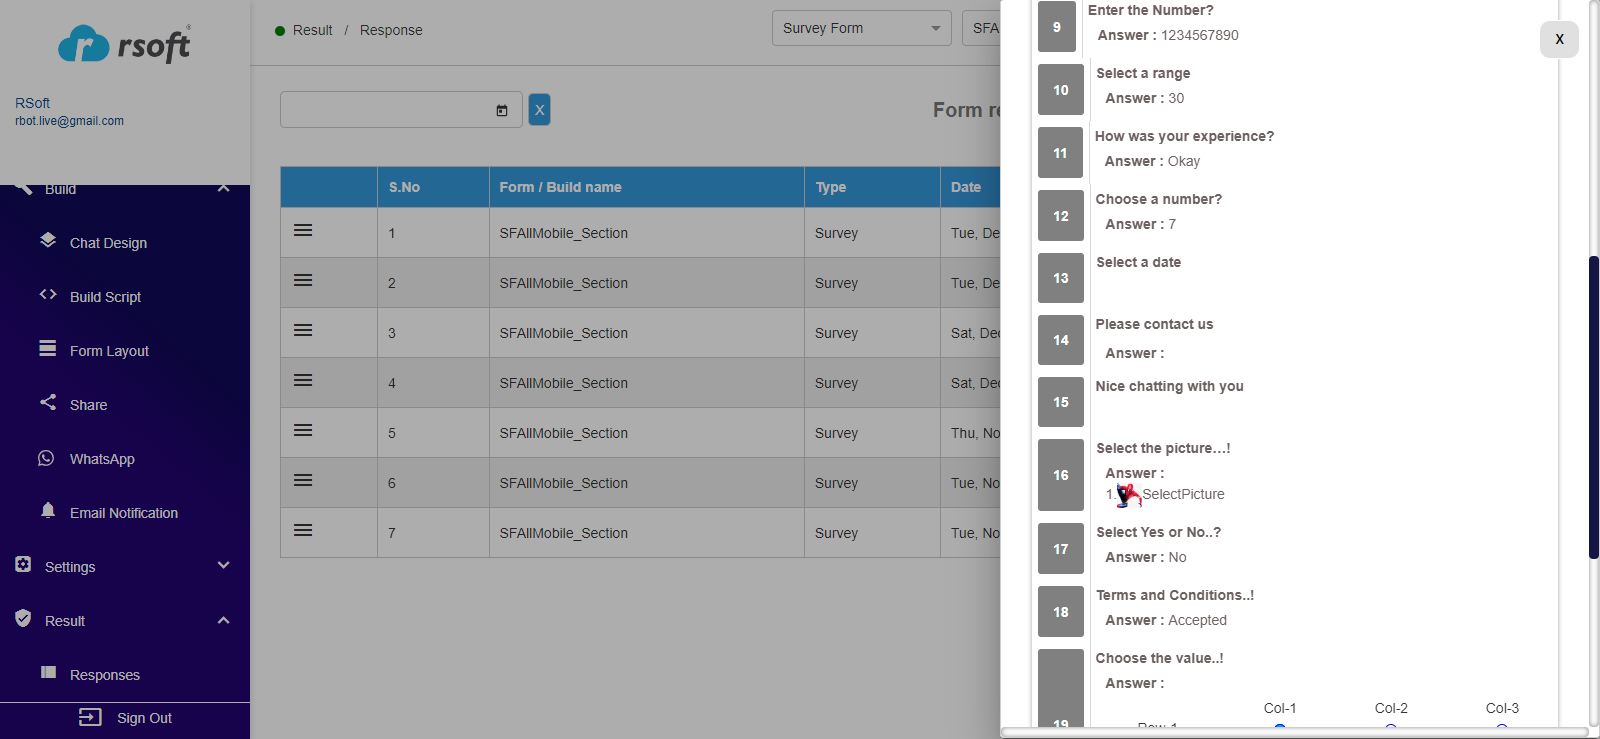 rsoft
RSoft
rbot.live@gmail.com
Build
Chat Design
Build Script
Form Layout
Share
WhatsApp
Email Notification
Settings
Result
Responses
Sign Out
Result / Response
Survey Form
SFA
X
Form re
S.No Form / Build name Type Date
1 SFAllMobile_Section Survey Tue, De
2 SFAllMobile_Section Survey Tue, De
3 SFAllMobile_Section Survey Sat, Dec
4 SFAllMobile_Section Survey Sat, Dec
5 SFAllMobile_Section Survey Thu, No
6 SFAllMobile_Section Survey Tue, No
7 SFAllMobile_Section Survey Tue, No
X
9 Enter the Number?
Answer : 1234567890
10 Select a range
Answer : 30
11 How was your experience?
Answer : Okay
12 Choose a number?
Answer : 7
13 Select a date
14 Please contact us
Answer :
15 Nice chatting with you
16 Select the picture...!
Answer :
1. SelectPicture
17 Select Yes or No..?
Answer : No
18 Terms and Conditions..!
Answer : Accepted
19 Choose the value..!
Answer :
Col-1 Col-2 Col-3
Row-1